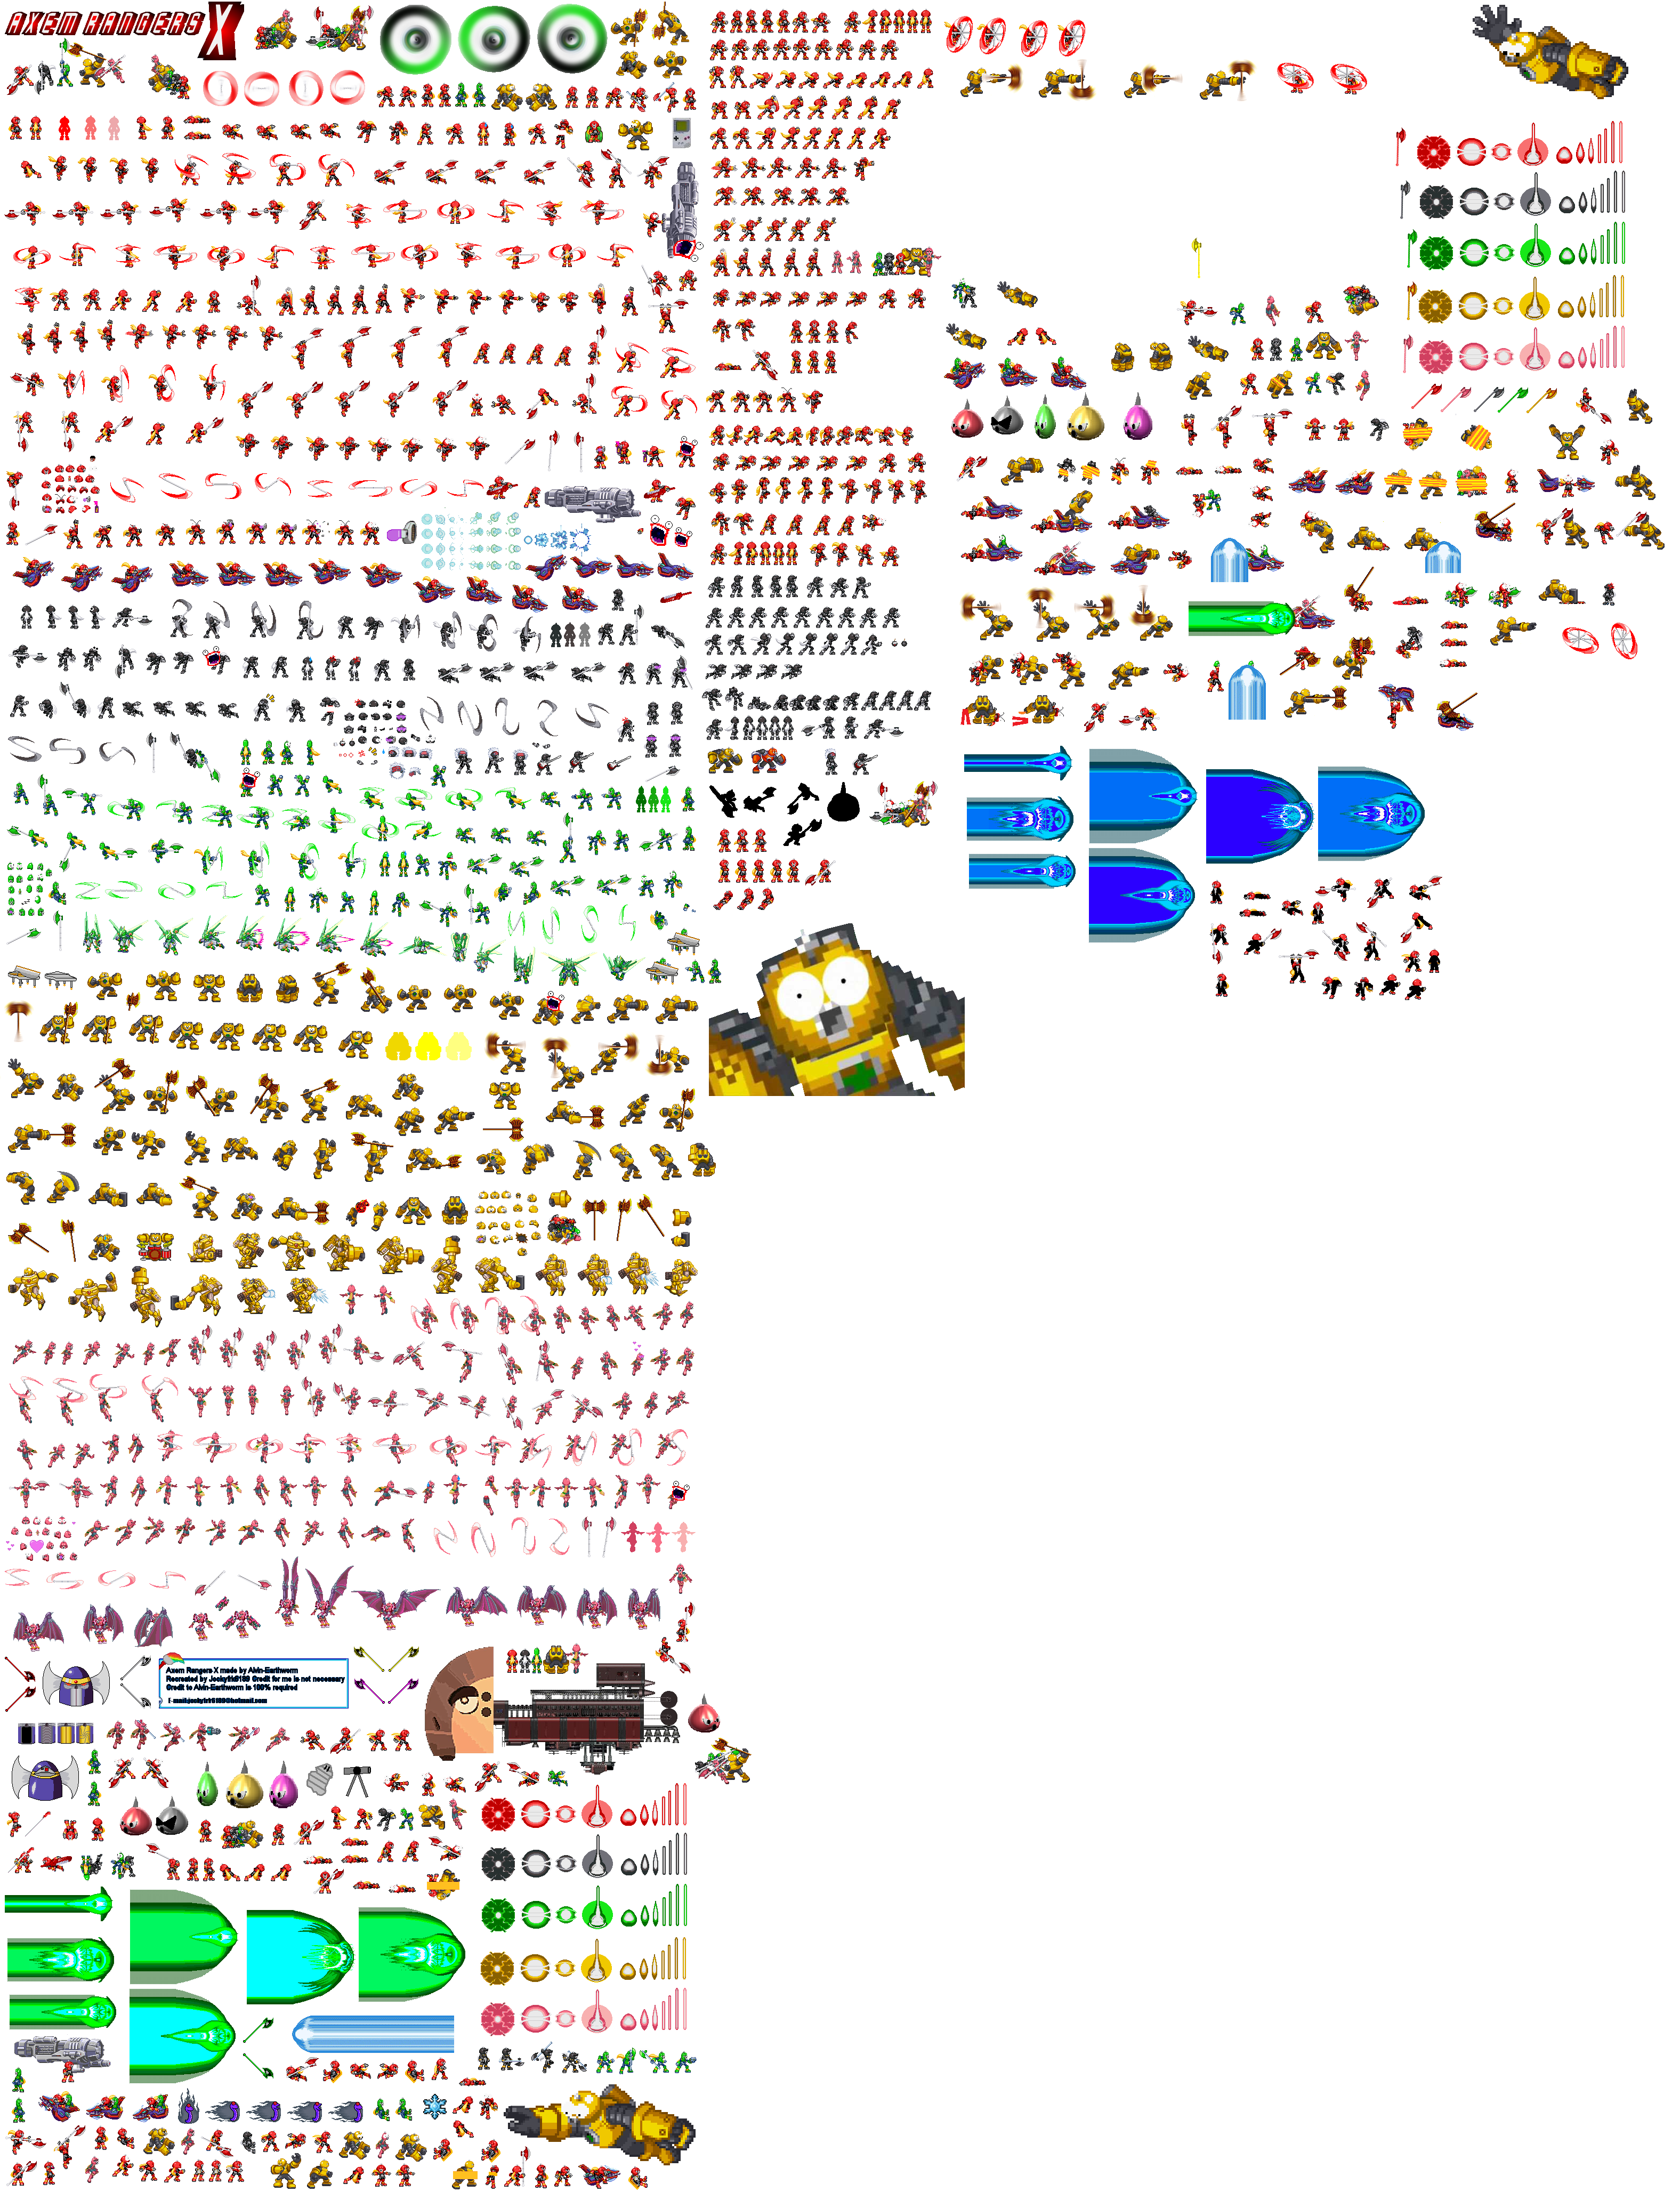 AXEM RANGERS X
Axem Rangers X made by Alvin-Earthworm
Recreated by Jockyfr0189 Credit for me is not necessary
Credit to Alvin-Earthworm is 100% required